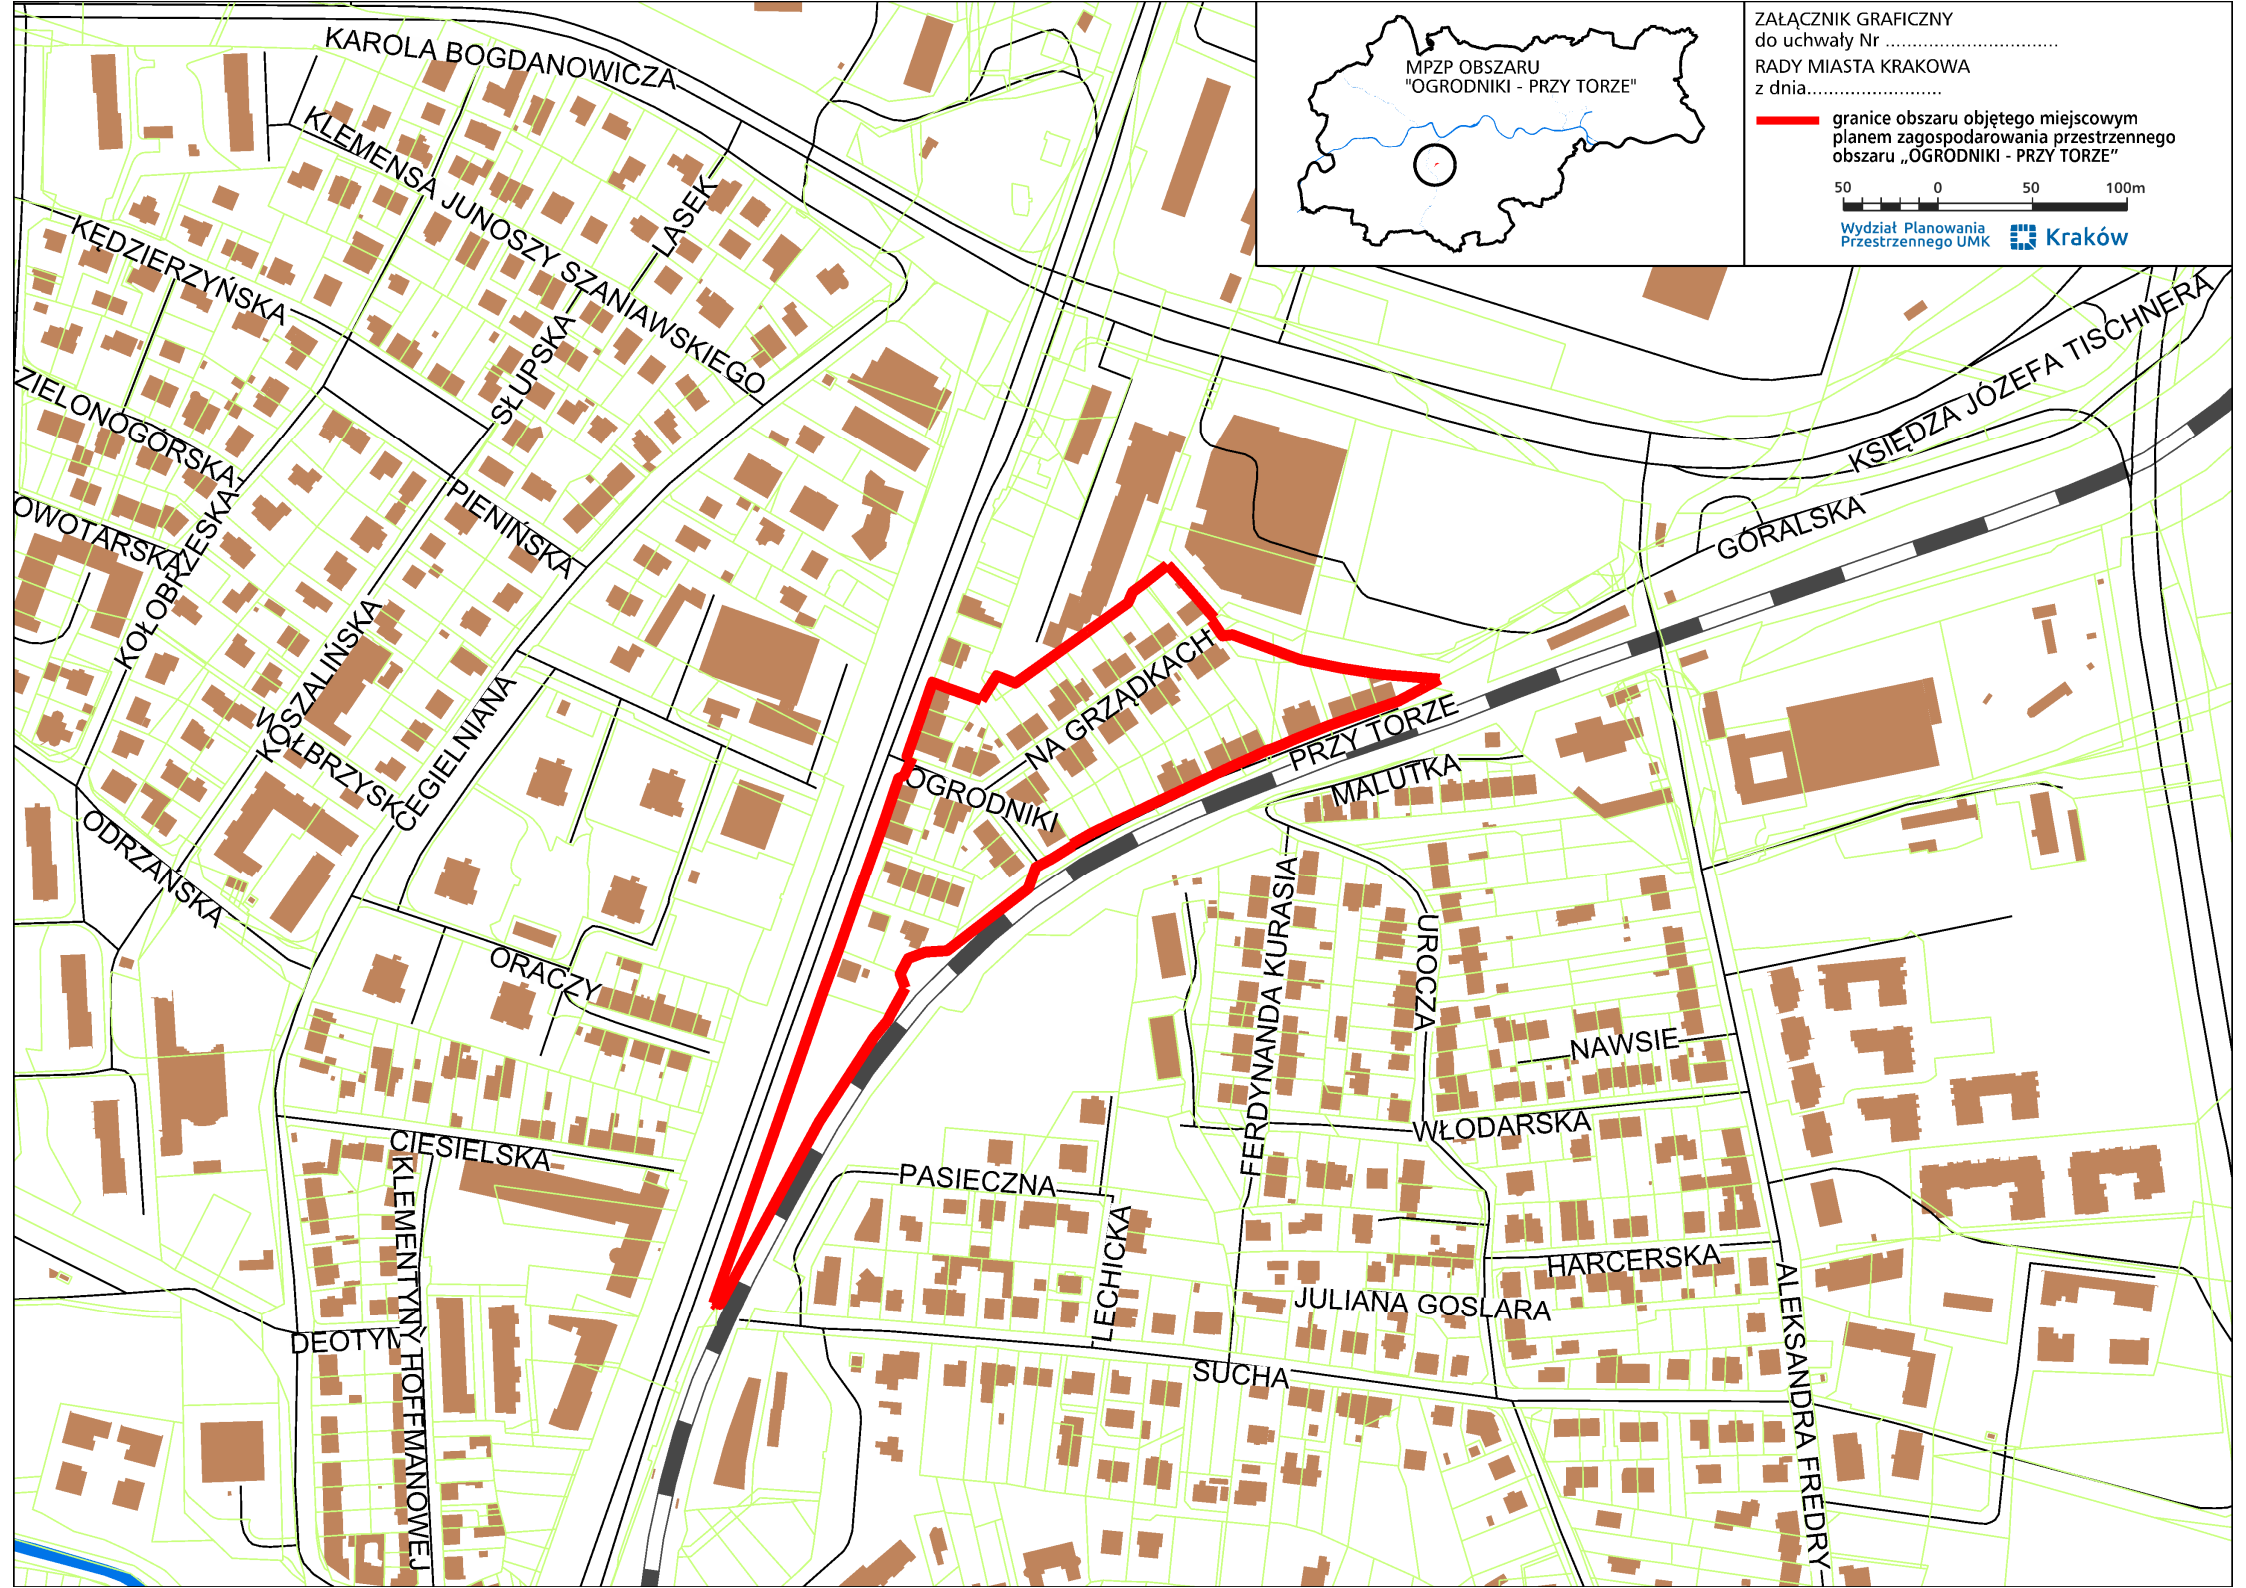 MPZP OBSZARU
"OGRODNIKI - PRZY TORZE"
ZAŁĄCZNIK GRAFICZNY
do uchwały Nr ................................
RADY MIASTA KRAKOWA
z dnia.........................
granice obszaru objętego miejscowym
planem zagospodarowania przestrzennego
obszaru „OGRODNIKI - PRZY TORZE”
50 0 50 100m
Wydział Planowania
Przestrzennego UMK
Kraków
KAROLA BOGDANOWICZA
KLEMENSA JUNOSZY SZANIAWSKIEGO
LASEK
KĘDZIERZYŃSKA
SŁUPSKA
ZIELONOGÓRSKA
OWOTARSKA
KOŁOBRZESKA
PIENIŃSKA
KOSZALIŃSKA
WOŁBRZYSK
CEGIELNIANA
ODRZAŃSKA
ORACZY
CIESIELSKA
KLEMENTYNY HOFFMANOWEJ
DEOTYM
KSIĘDZA JÓZEFA TISCHNERA
GÓRALSKA
NA GRZĄDKACH
OGRODNIKI
PRZY TORZE
MALUTKA
FERDYNANDA KURASIA
UROCZA
NAWSIE
WŁODARSKA
PASIECZNA
LECHICKA
HARCERSKA
JULIANA GOSLARA
SUCHA
ALEKSANDRA FREDRY